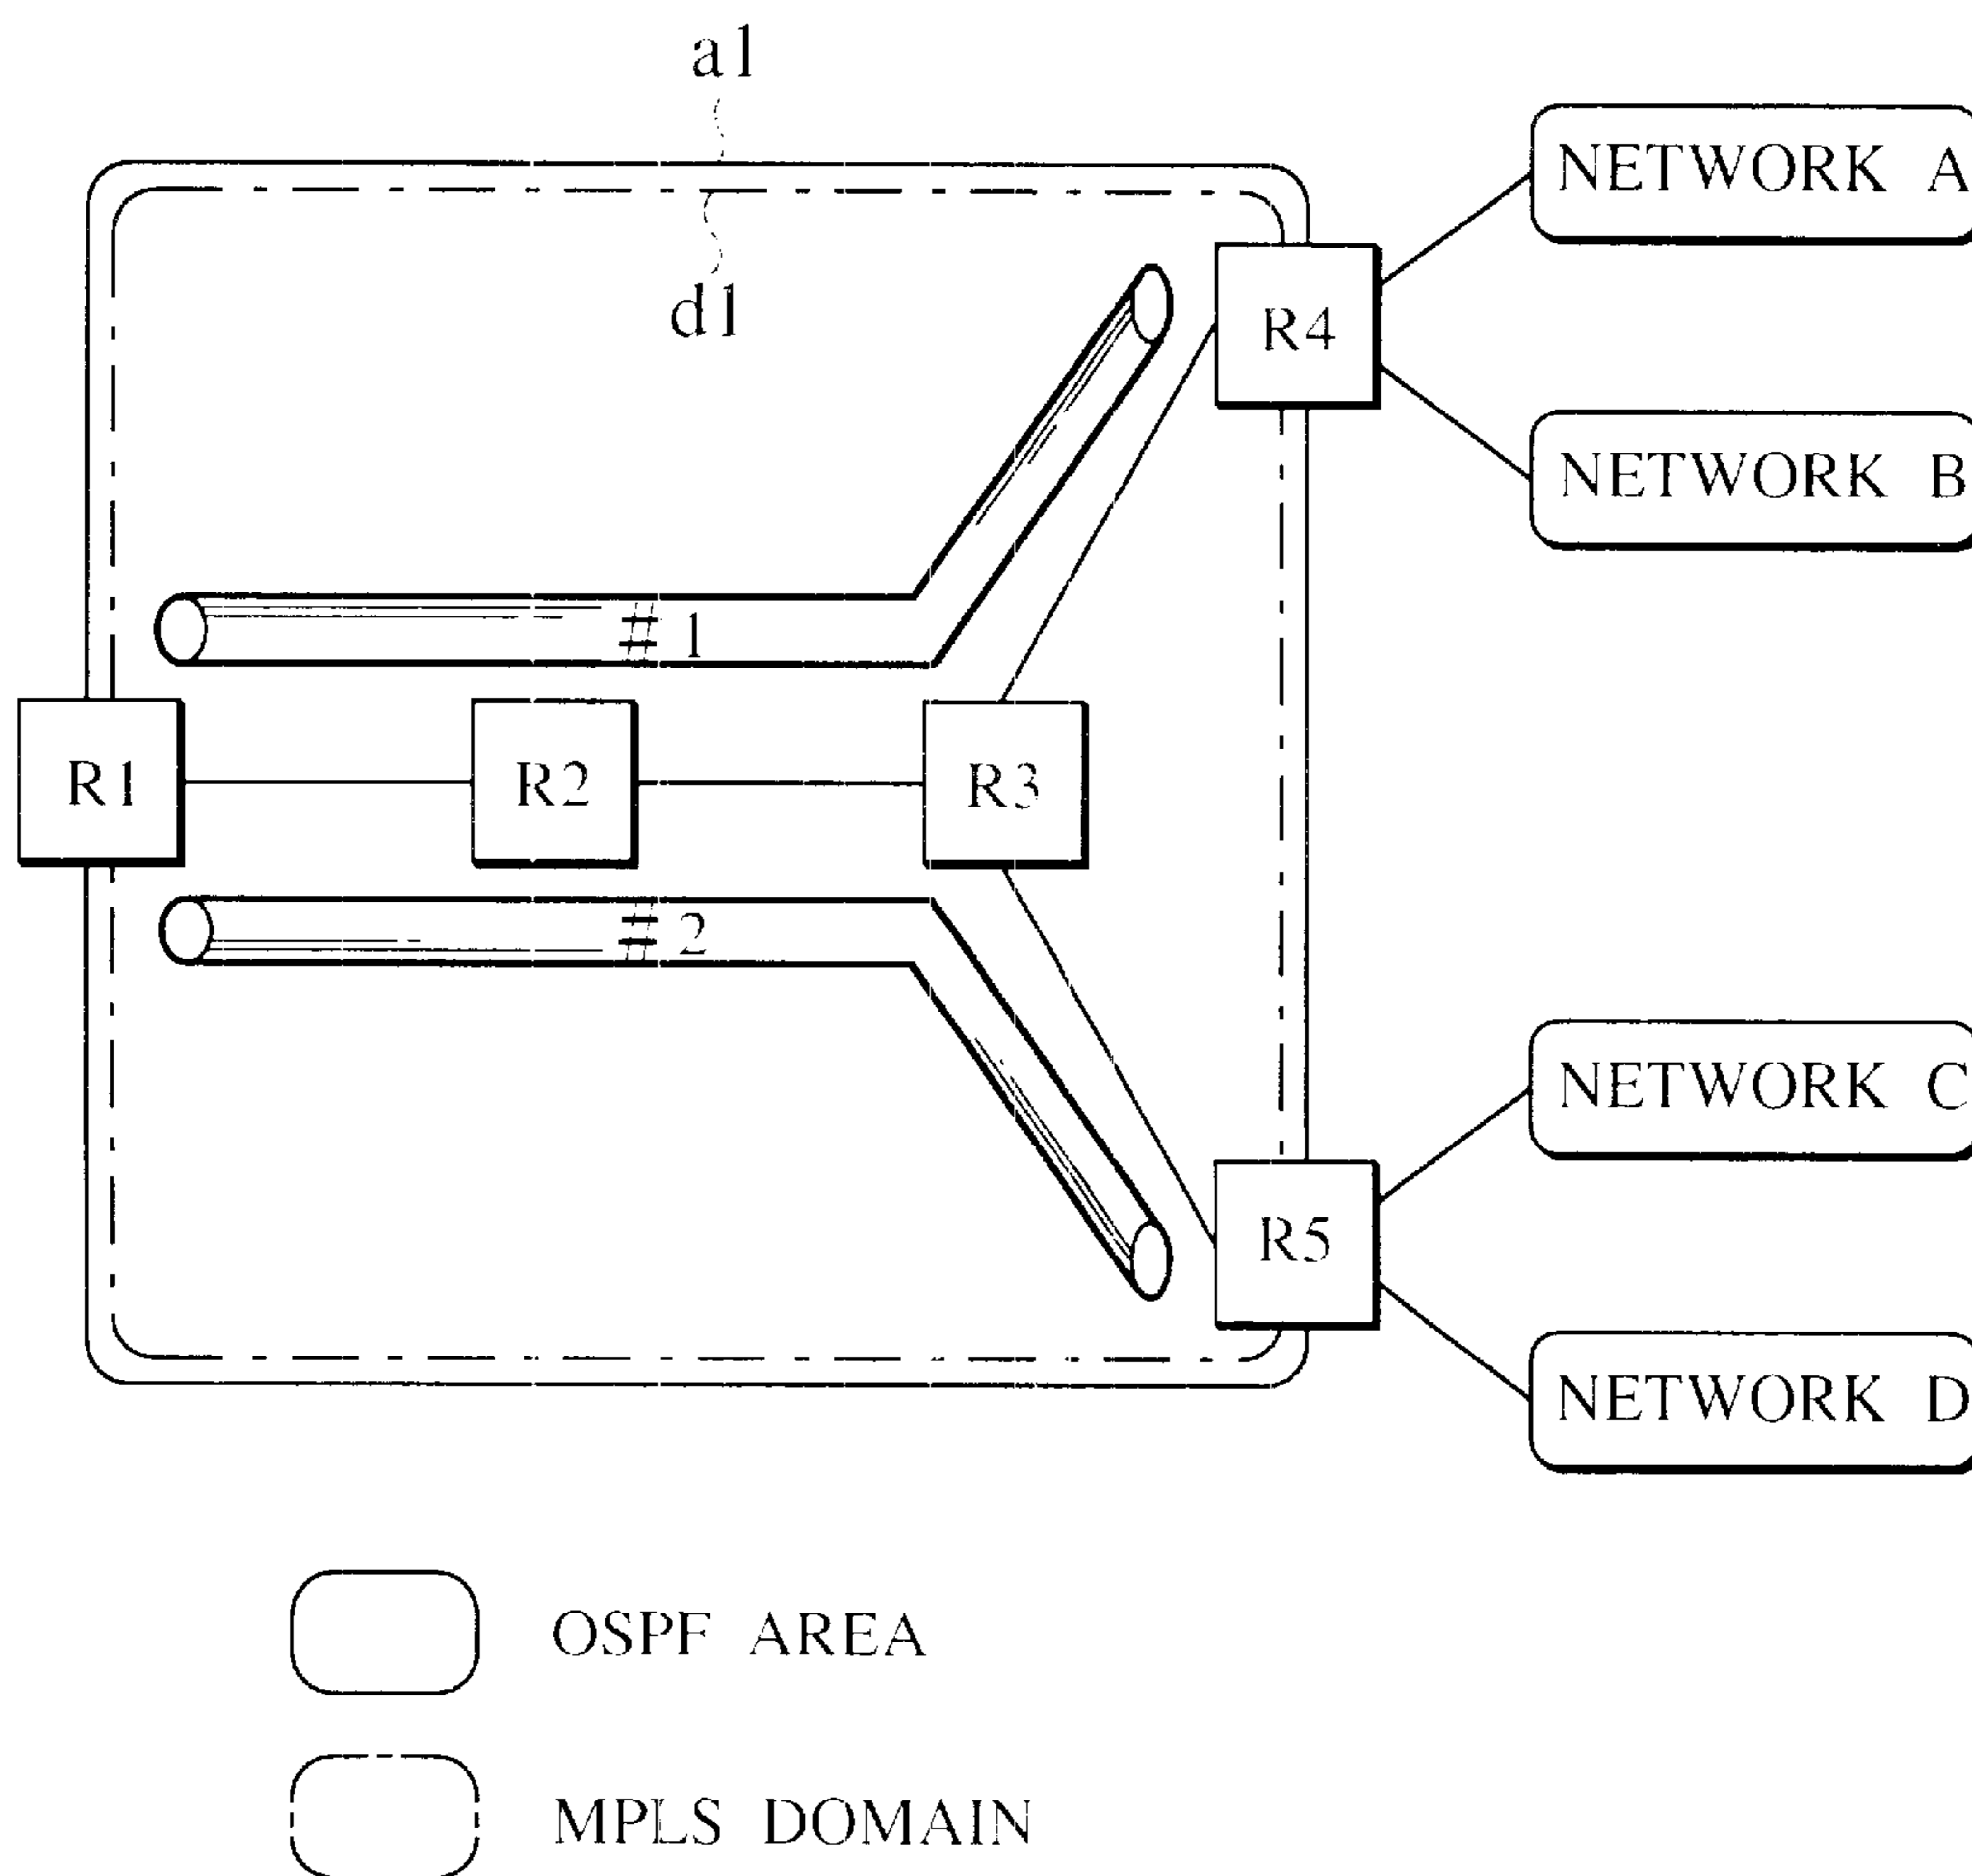 a1
NETWORK A
d1
R4
NETWORK B
#1
R1
R2
R3
#2
NETWORK C
R5
NETWORK D
OSPF AREA
MPLS DOMAIN